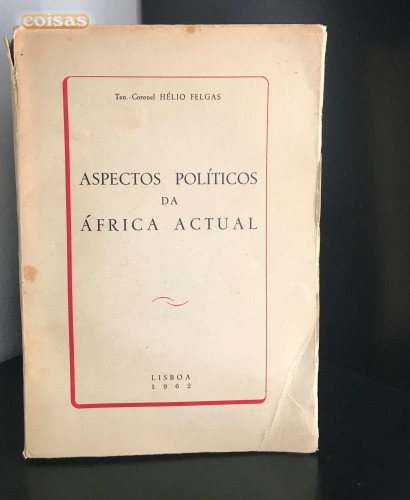 coisas
Ten.-Coronel HÉLIO FELGAS
ASPECTOS POLÍTICOS
DA
ÁFRICA ACTUAL
LISBOA
1962